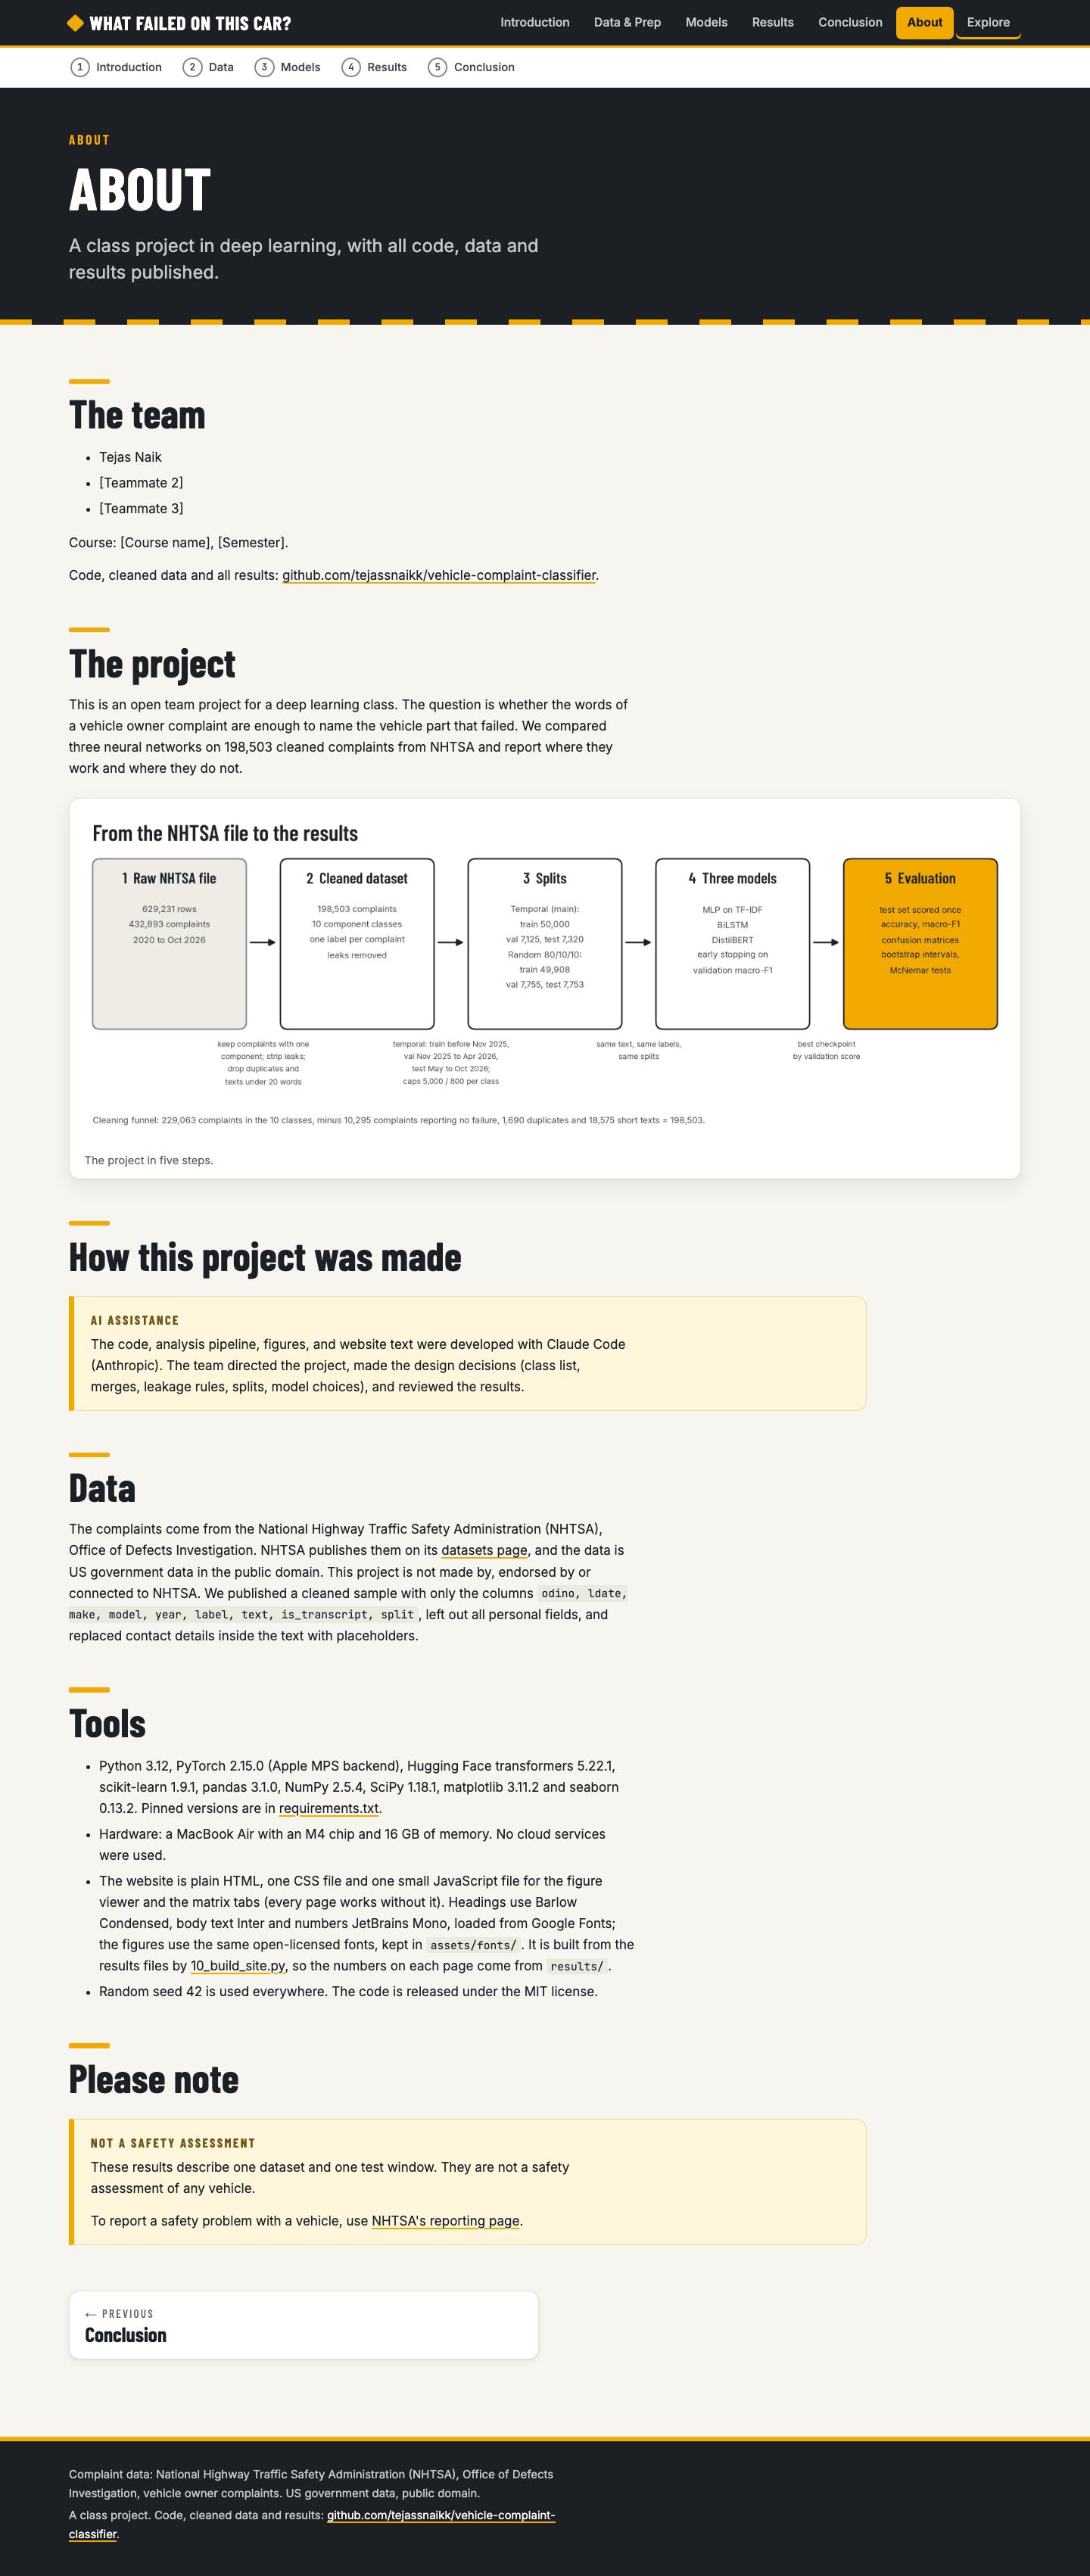 WHAT FAILED ON THIS CAR?
Introduction Data & Prep Models Results Conclusion About Explore
1 Introduction 2 Data 3 Models 4 Results 5 Conclusion
ABOUT
ABOUT
A class project in deep learning, with all code, data and
results published.
The team
• Tejas Naik
• [Teammate 2]
• [Teammate 3]
Course: [Course name], [Semester].
Code, cleaned data and all results: github.com/tejassnaikk/vehicle-complaint-classifier.
The project
This is an open team project for a deep learning class. The question is whether the words of
a vehicle owner complaint are enough to name the vehicle part that failed. We compared
three neural networks on 198,503 cleaned complaints from NHTSA and report where they
work and where they do not.
From the NHTSA file to the results
1 Raw NHTSA file
629,231 rows
432,893 complaints
2020 to Oct 2026
2 Cleaned dataset
198,503 complaints
10 component classes
one label per complaint
leaks removed
3 Splits
Temporal (main):
train 50,000
val 7,125, test 7,320
Random 80/10/10:
train 49,908
val 7,755, test 7,753
4 Three models
MLP on TF-IDF
BiLSTM
DistilBERT
early stopping on
validation macro-F1
5 Evaluation
test set scored once
accuracy, macro-F1
confusion matrices
bootstrap intervals,
McNemar tests
keep complaints with one
component; strip leaks;
drop duplicates and
texts under 20 words
temporal: train before Nov 2025,
val Nov 2025 to Apr 2026,
test May to Oct 2026;
caps 5,000 / 800 per class
same text, same labels,
same splits
best checkpoint
by validation score
Cleaning funnel: 229,063 complaints in the 10 classes, minus 10,295 complaints reporting no failure, 1,690 duplicates and 18,575 short texts = 198,503.
The project in five steps.
How this project was made
AI ASSISTANCE
The code, analysis pipeline, figures, and website text were developed with Claude Code
(Anthropic). The team directed the project, made the design decisions (class list,
merges, leakage rules, splits, model choices), and reviewed the results.
Data
The complaints come from the National Highway Traffic Safety Administration (NHTSA),
Office of Defects Investigation. NHTSA publishes them on its datasets page, and the data is
US government data in the public domain. This project is not made by, endorsed by or
connected to NHTSA. We published a cleaned sample with only the columns odino, ldate,
make, model, year, label, text, is_transcript, split, left out all personal fields, and
replaced contact details inside the text with placeholders.
Tools
• Python 3.12, PyTorch 2.15.0 (Apple MPS backend), Hugging Face transformers 5.22.1,
scikit-learn 1.9.1, pandas 3.1.0, NumPy 2.5.4, SciPy 1.18.1, matplotlib 3.11.2 and seaborn
0.13.2. Pinned versions are in requirements.txt.
• Hardware: a MacBook Air with an M4 chip and 16 GB of memory. No cloud services
were used.
• The website is plain HTML, one CSS file and one small JavaScript file for the figure
viewer and the matrix tabs (every page works without it). Headings use Barlow
Condensed, body text Inter and numbers JetBrains Mono, loaded from Google Fonts;
the figures use the same open-licensed fonts, kept in assets/fonts/. It is built from the
results files by 10_build_site.py, so the numbers on each page come from results/.
• Random seed 42 is used everywhere. The code is released under the MIT license.
Please note
NOT A SAFETY ASSESSMENT
These results describe one dataset and one test window. They are not a safety
assessment of any vehicle.
To report a safety problem with a vehicle, use NHTSA's reporting page.
← PREVIOUS
Conclusion
Complaint data: National Highway Traffic Safety Administration (NHTSA), Office of Defects
Investigation, vehicle owner complaints. US government data, public domain.
A class project. Code, cleaned data and results: github.com/tejassnaikk/vehicle-complaint-
classifier.